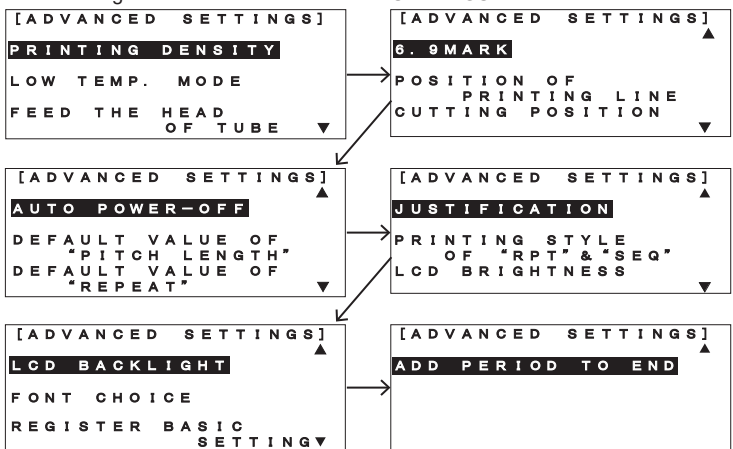 [ADVANCED SETTINGS]
PRINTING DENSITY
LOW TEMP. MODE
FEED THE HEAD
OF TUBE ▼
[ADVANCED SETTINGS]
▲
6. 9MARK
POSITION OF
PRINTING LINE
CUTTING POSITION
▼
[ADVANCED SETTINGS]
▲
AUTO POWER-OFF
DEFAULT VALUE OF
"PITCH LENGTH"
DEFAULT VALUE OF
"REPEAT" ▼
[ADVANCED SETTINGS]
▲
JUSTIFICATION
PRINTING STYLE
OF "RPT"&"SEQ"
LCD BRIGHTNESS
▼
[ADVANCED SETTINGS]
▲
LCD BACKLIGHT
FONT CHOICE
REGISTER BASIC
SETTING▼
[ADVANCED SETTINGS]
▲
ADD PERIOD TO END